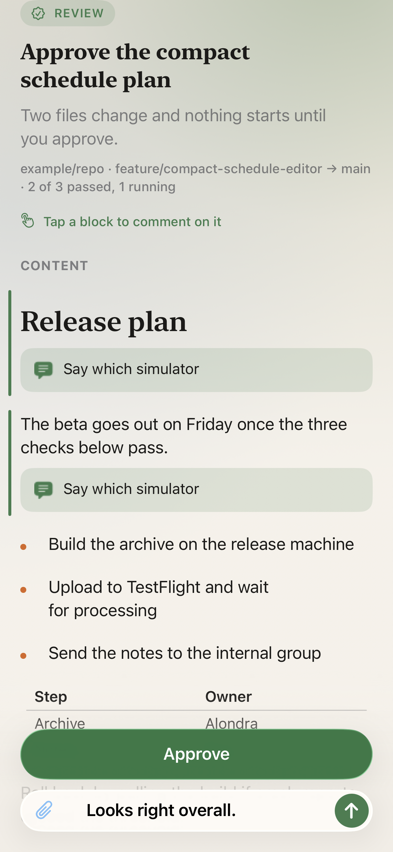 REVIEW
Approve the compact
schedule plan
Two files change and nothing starts until
you approve.
example/repo · feature/compact-schedule-editor → main
· 2 of 3 passed, 1 running
Tap a block to comment on it
CONTENT
Release plan
Say which simulator
The beta goes out on Friday once the three
checks below pass.
Say which simulator
• Build the archive on the release machine
• Upload to TestFlight and wait
for processing
• Send the notes to the internal group
Step Owner
Archive Alondra
Approve
Looks right overall.